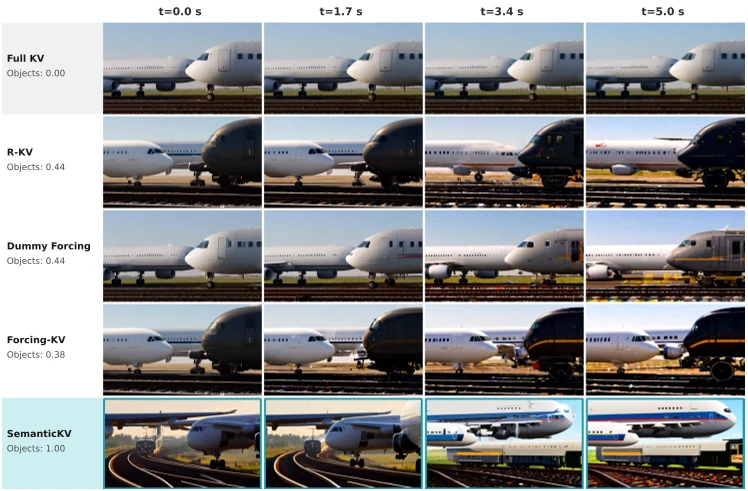 t=0.0 s t=1.7 s t=3.4 s t=5.0 s
Full KV
Objects: 0.00
R-KV
Objects: 0.44
Dummy Forcing
Objects: 0.44
Forcing-KV
Objects: 0.38
SemanticKV
Objects: 1.00